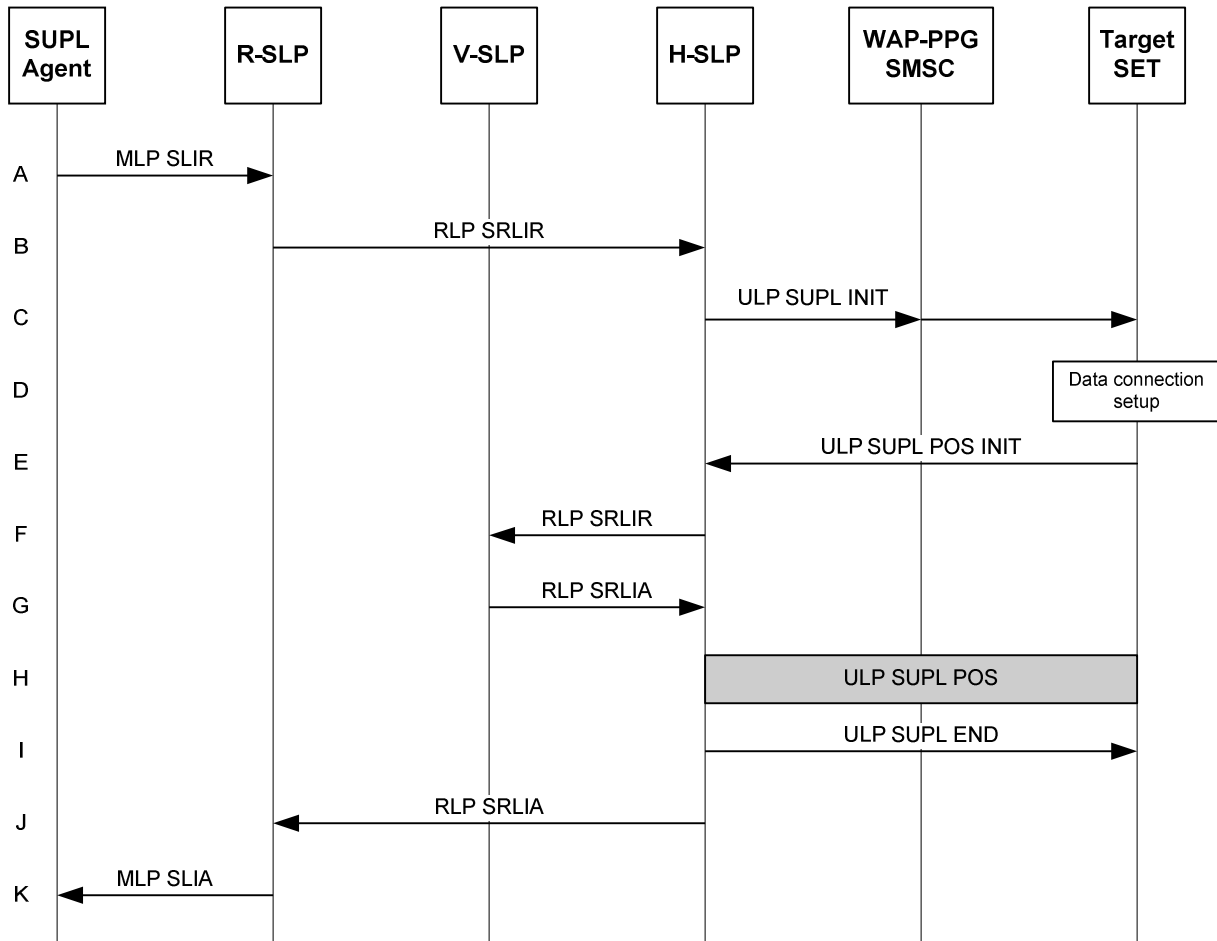 SUPL
Agent
R-SLP
V-SLP
H-SLP
WAP-PPG
SMSC
Target
SET
A
MLP SLIR
B
RLP SRLIR
C
ULP SUPL INIT
D
Data connection
setup
E
ULP SUPL POS INIT
F
RLP SRLIR
G
RLP SRLIA
H
ULP SUPL POS
I
ULP SUPL END
J
RLP SRLIA
K
MLP SLIA